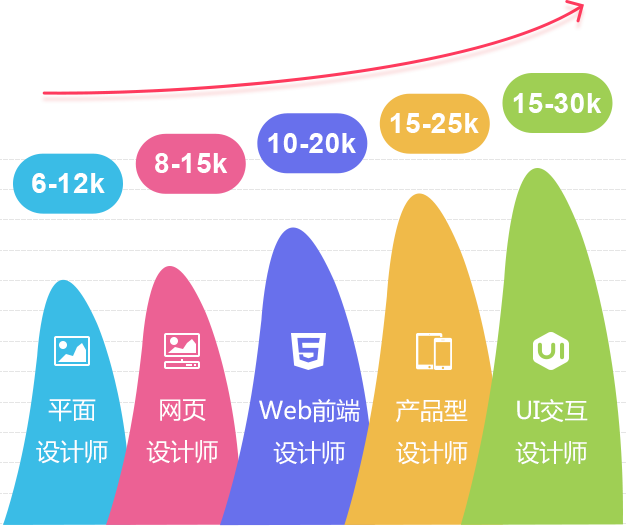 15-30k
15-25k
10-20k
8-15k
6-12k
平面
设计师
网页
设计师
Web前端
设计师
产品型
设计师
UI
UI交互
设计师